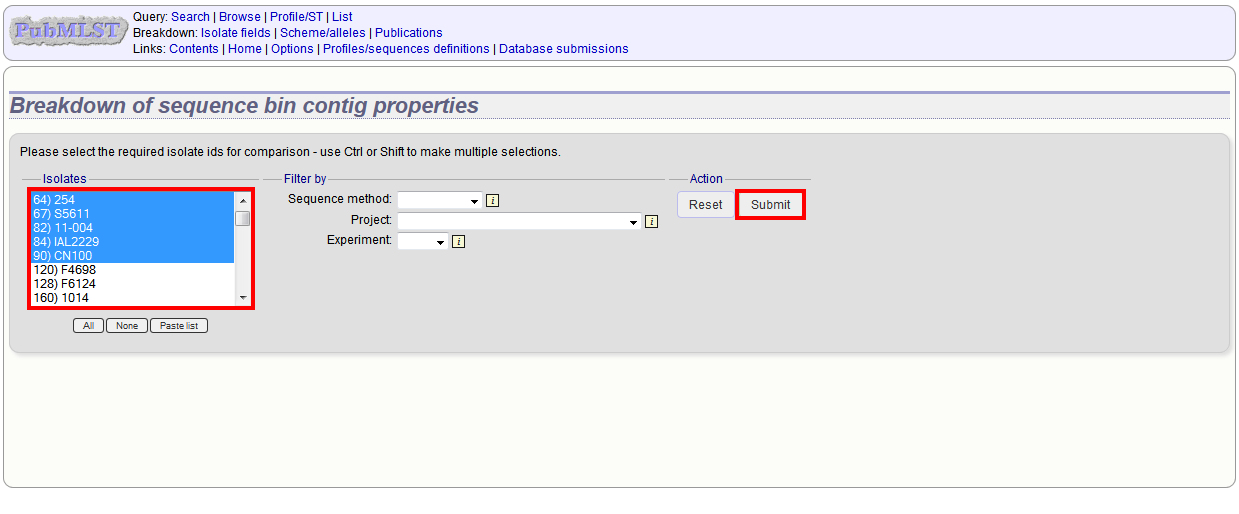 PubMLST
Query: Search | Browse | Profile/ST | List
Breakdown: Isolate fields | Scheme/alleles | Publications
Links: Contents | Home | Options | Profiles/sequences definitions | Database submissions
Breakdown of sequence bin contig properties
Please select the required isolate ids for comparison - use Ctrl or Shift to make multiple selections.
Isolates
64) 254
67) S5611
82) 11-004
84) IAL2229
90) CN100
120) F4698
128) F6124
160) 1014
All None Paste list
Filter by
Sequence method: i
Project: i
Experiment: i
Action
Reset Submit